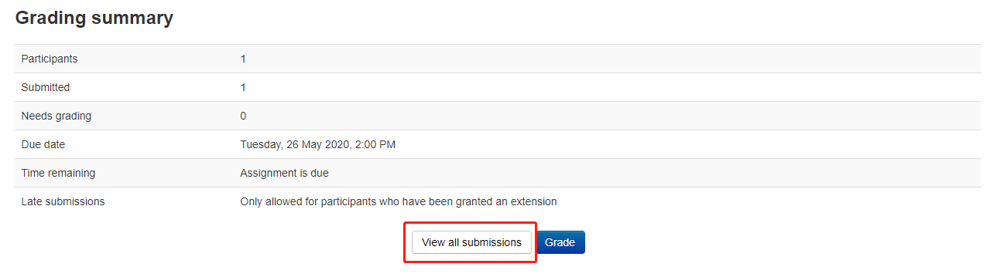 Grading summary
Participants 1
Submitted 1
Needs grading 0
Due date Tuesday, 26 May 2020, 2:00 PM
Time remaining Assignment is due
Late submissions Only allowed for participants who have been granted an extension
View all submissions Grade